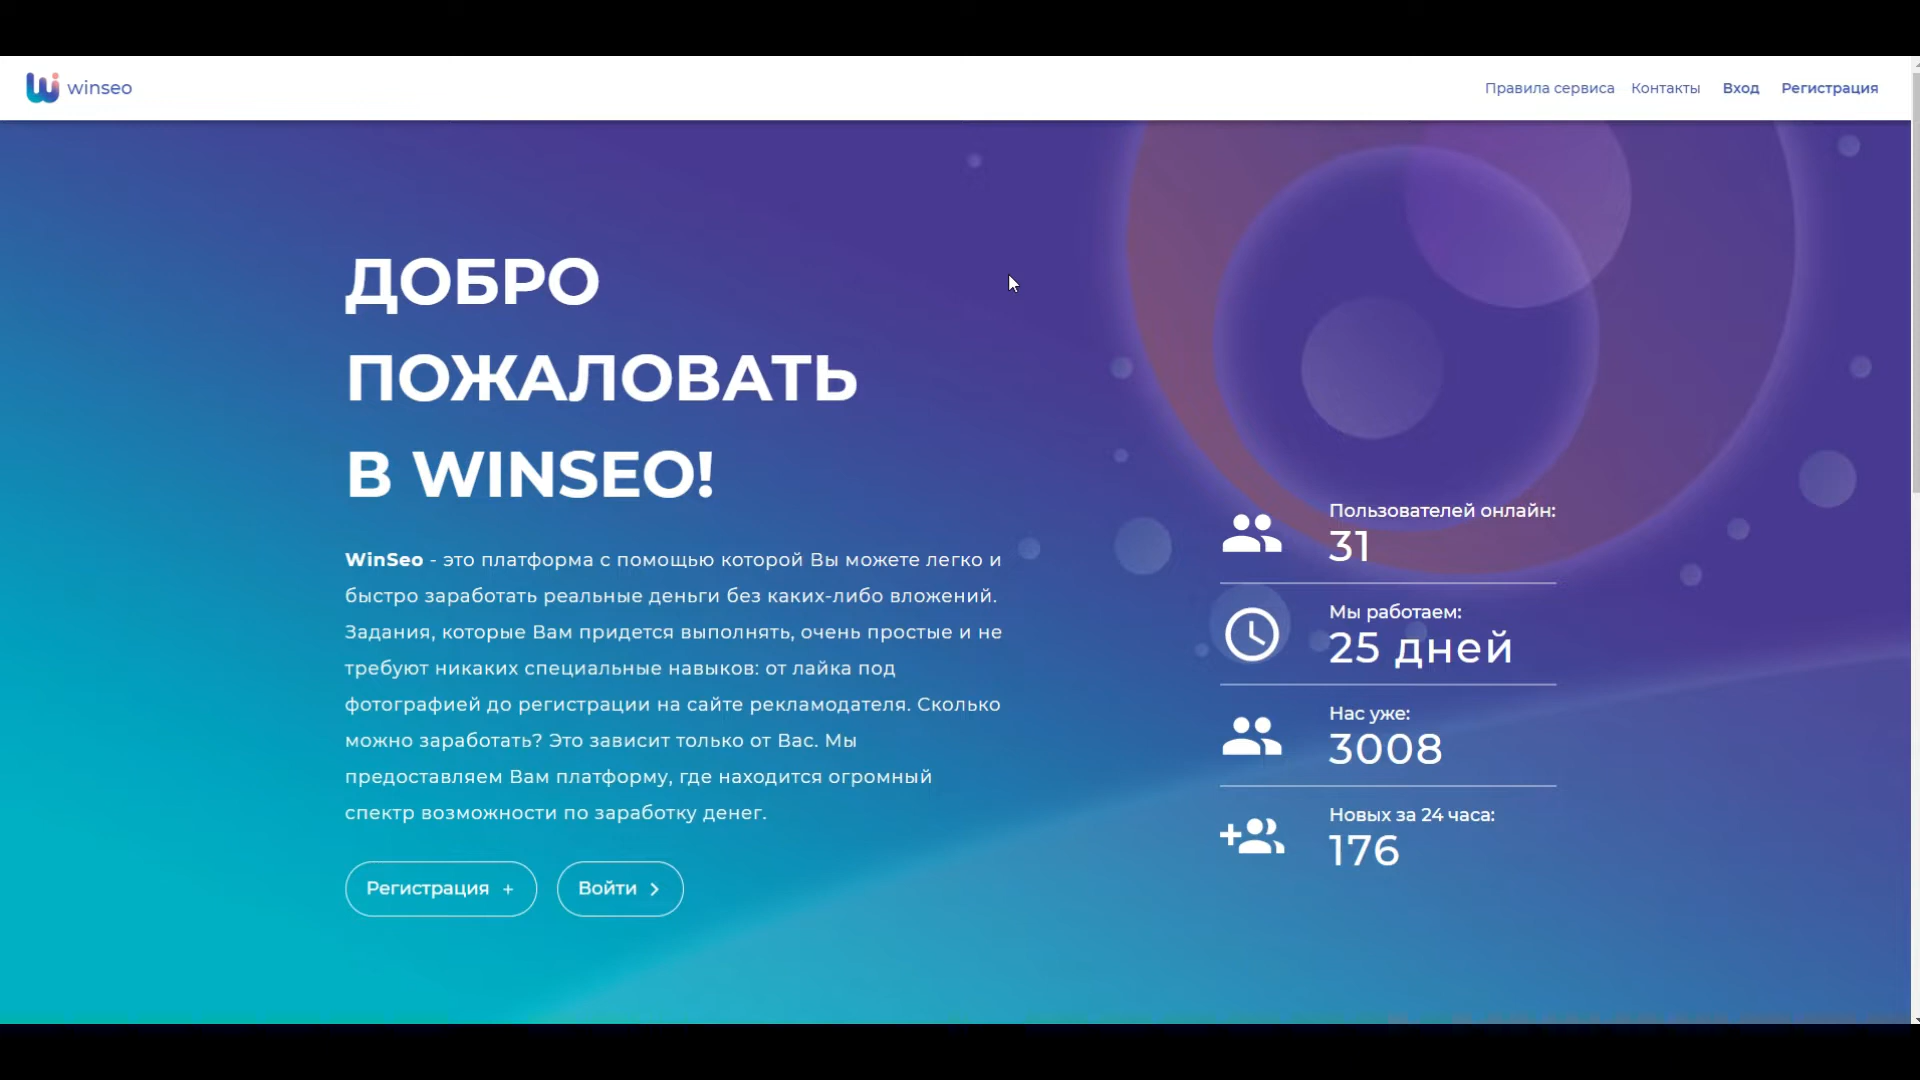 winseo
Правила сервиса Контакты Вход Регистрация
ДОБРО
ПОЖАЛОВАТЬ
В WINSEO!
WinSeo - это платформа с помощью которой Вы можете легко и
быстро заработать реальные деньги без каких-либо вложений.
Задания, которые Вам придется выполнять, очень простые и не
требуют никаких специальные навыков: от лайка под
фотографией до регистрации на сайте рекламодателя. Сколько
можно заработать? Это зависит только от Вас. Мы
предоставляем Вам платформу, где находится огромный
спектр возможности по заработку денег.
Регистрация +
Войти
Пользователей онлайн:
31
Мы работаем:
25 дней
Нас уже:
3008
Новых за 24 часа:
176